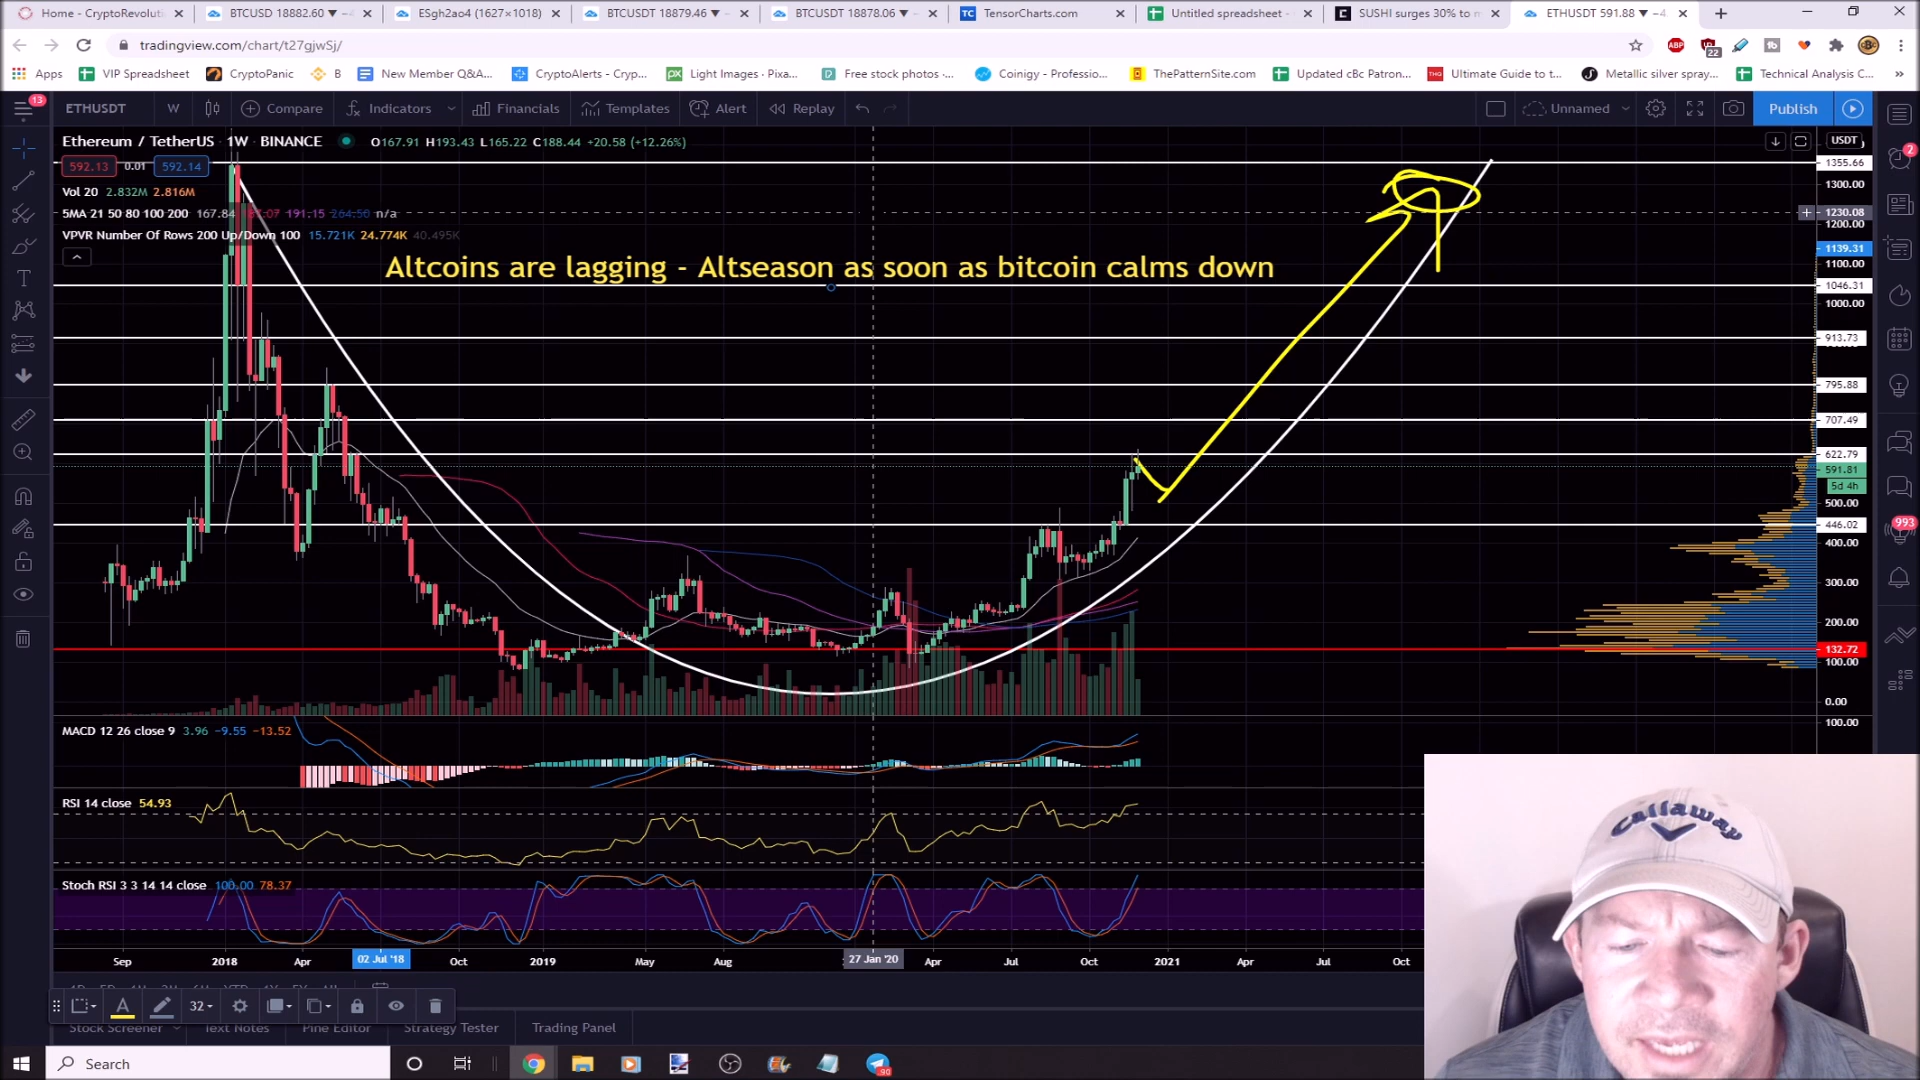 Home - CryptoRevoluti
BTCUSD 18882.60 ▼ −
ESgh2ao4 (1627×1018)
BTCUSDT 18879.46 ▼
BTCUSDT 18878.06 ▼
TensorCharts.com
Untitled spreadsheet -
SUSHI surges 30% to
ETHUSDT 591.88 ▼ −4
tradingview.com/chart/t27gjwSj/
ABP
22
Apps
VIP Spreadsheet
CryptoPanic
B
New Member Q&A...
CryptoAlerts - Cryp...
Light Images - Pixa...
Free stock photos -...
Coinigy - Professio...
ThePatternSite.com
Updated cBc Patron...
Ultimate Guide to t...
Metallic silver spray...
Technical Analysis C...
13
ETHUSDT
W
Compare
Indicators
Financials
Templates
Alert
Replay
Unnamed
Publish
Ethereum / TetherUS · 1W · BINANCE
O167.91 H193.43 L165.22 C188.44 +20.58 (+12.26%)
USDT
592.13 0.01 592.14
Vol 20 2.832M 2.816M
5MA 21 50 80 100 200 167.84 191.15 264.50 n/a
VPVR Number Of Rows 200 Up/Down 100 15.721K 24.774K 40.495K
Altcoins are lagging - Altseason as soon as bitcoin calms down
1355.66
1300.00
1230.08
1200.00
1139.31
1100.00
1046.31
1000.00
913.73
795.88
707.49
622.79
591.81
5d 4h
500.00
446.02
400.00
300.00
200.00
132.72
100.00
0.00
100.00
2
993
MACD 12 26 close 9 3.96 −9.55 −13.52
RSI 14 close 54.93
Stoch RSI 3 3 14 14 close 100.00 78.37
Sep
2018
Apr
02 Jul '18
Oct
2019
May
Aug
27 Jan '20
Apr
Jul
Oct
2021
Apr
Jul
Oct
32
Stock Screener
Text Notes
Pine Editor
Strategy Tester
Trading Panel
Search
90
Callaway